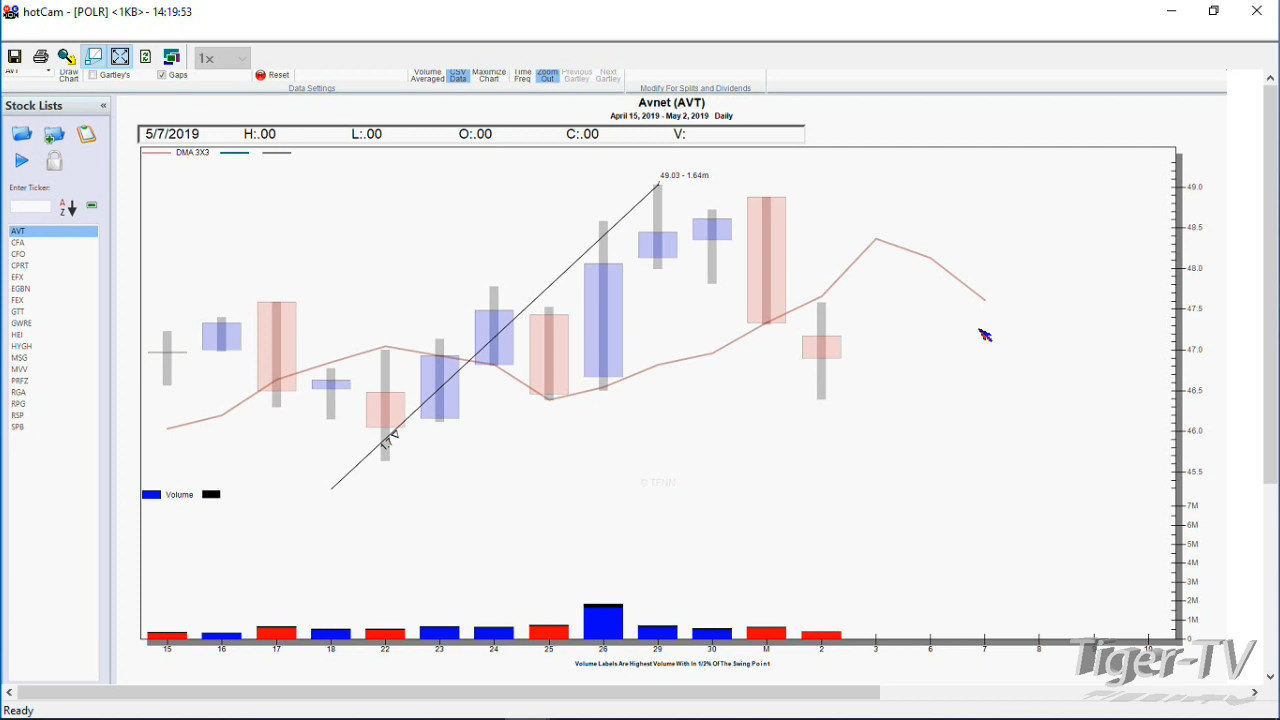 hotCam - [POLR] <1KB> - 14:19:53
1x
AVT Draw Chart Gartley's Gaps Reset Volume Averaged CSV Data Maximize Chart Time Freq Zoom Out Previous Gartley Next Gartley
Data Settings Modify For Splits and Dividends
Stock Lists «
Enter Ticker:
A
Z
AVT
CFA
CFO
CPRT
EFX
EGBN
FEX
GTT
GWRE
HEI
HYGH
MSG
MVV
PRFZ
RGA
RPG
RSP
SPB
Avnet (AVT)
April 15, 2019 - May 2, 2019 Daily
5/7/2019 H:.00 L:.00 O:.00 C:.00 V:
DMA 3X3
49.03 - 1.64m
1.7
49.0
48.5
48.0
47.5
47.0
46.5
46.0
45.5
© TFNN
Volume
7M
6M
5M
4M
3M
2M
1M
0
15 16 17 18 22 23 24 25 26 29 30 M 2 3 6 7 8 9 10
Volume Labels Are Highest Volume With In 1/2% Of The Swing Point
Tiger-TV
Ready